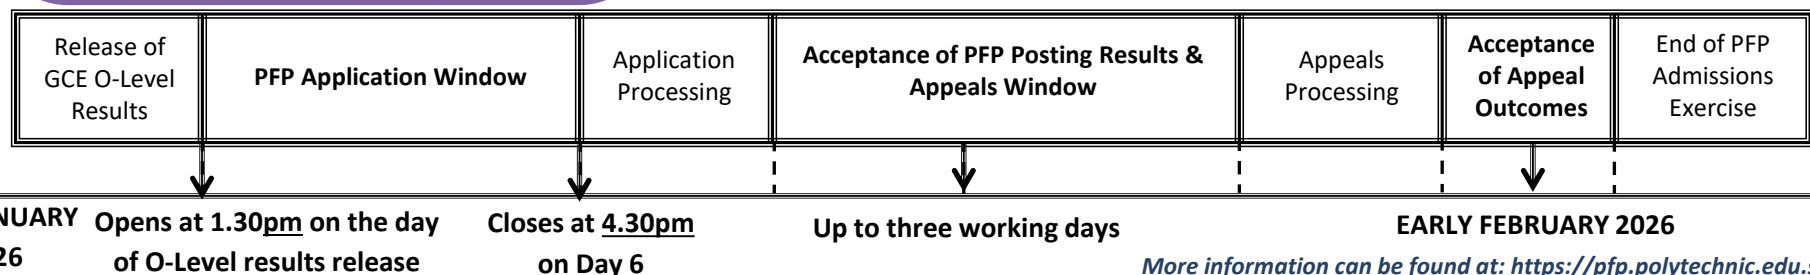 Release of
GCE O-Level
Results
PFP Application Window
Application
Processing
Acceptance of PFP Posting Results &
Appeals Window
Appeals
Processing
Acceptance
of Appeal
Outcomes
End of PFP
Admissions
Exercise
NUARY
26
Opens at 1.30pm on the day
of O-Level results release
Closes at 4.30pm
on Day 6
Up to three working days
EARLY FEBRUARY 2026
More information can be found at: https://pfp.polytechnic.edu.s